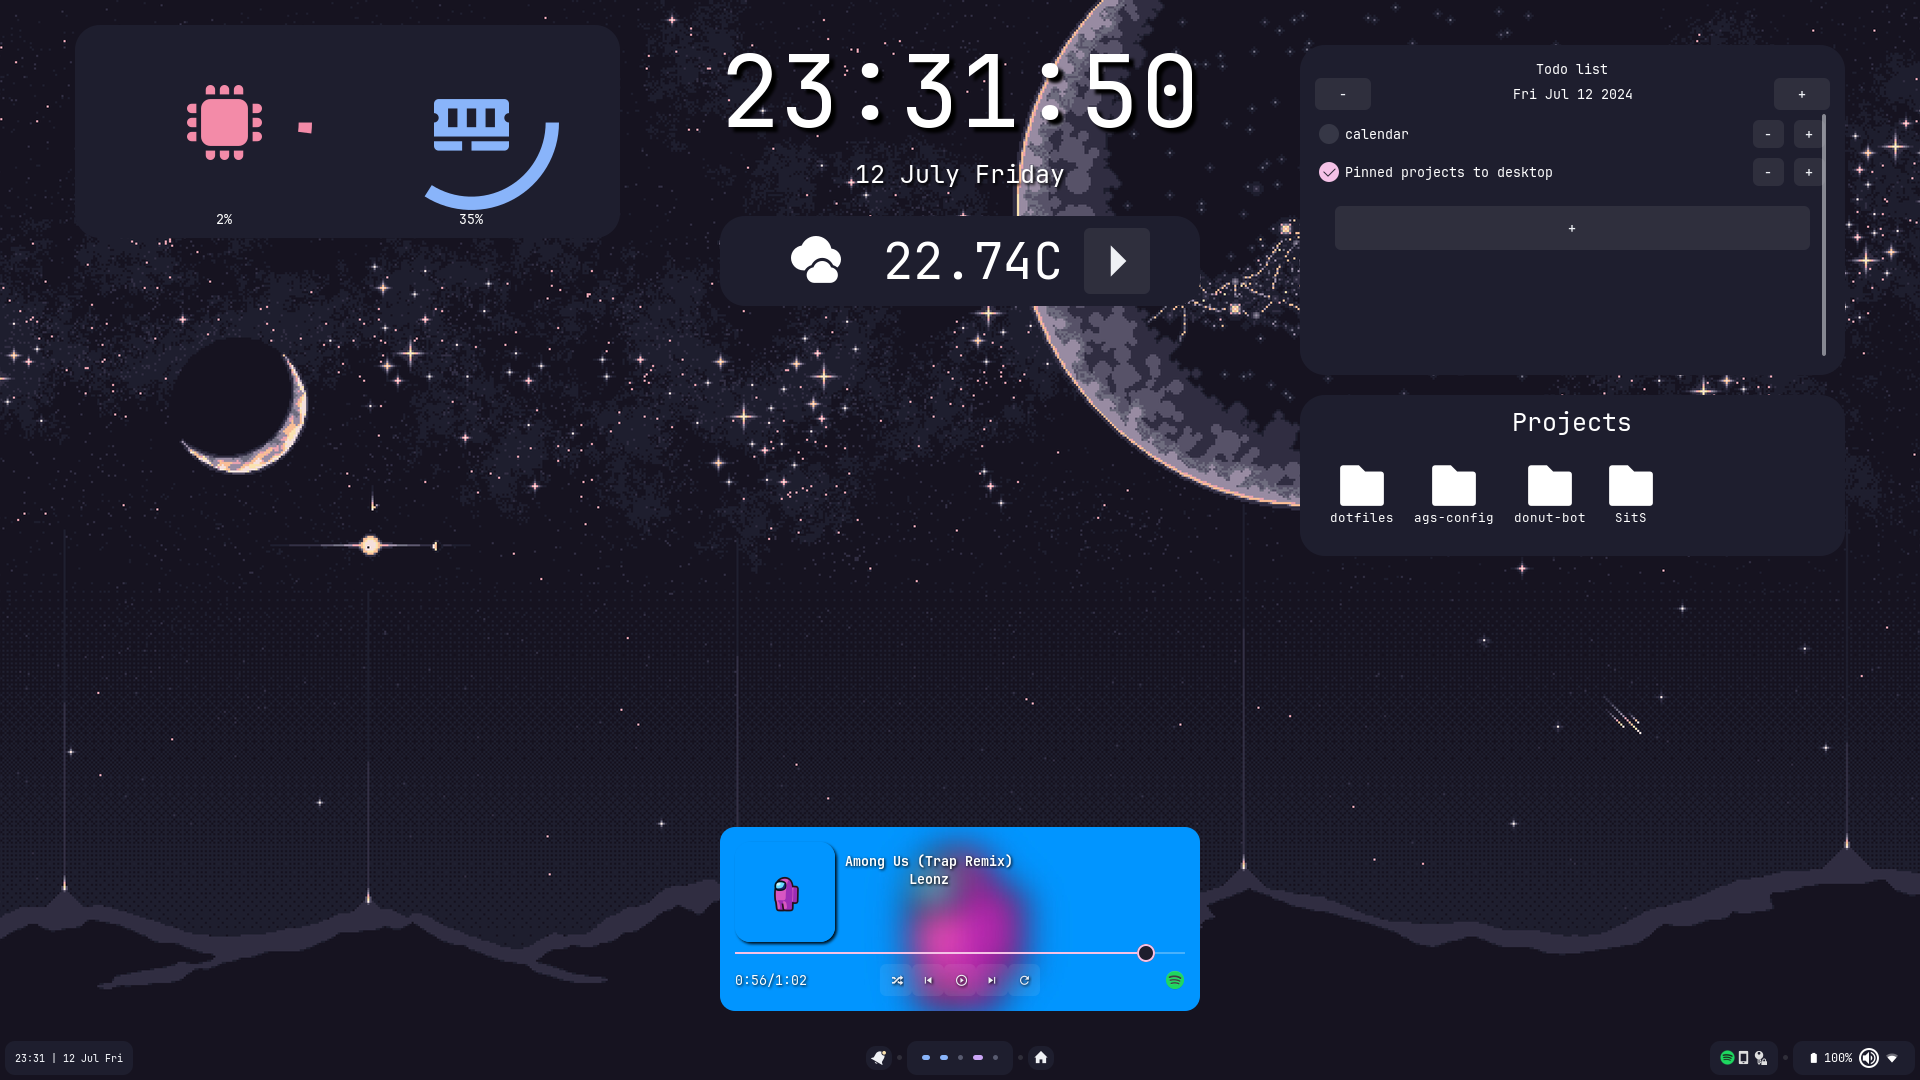 2%
35%
23:31:50
12 July Friday
22.74C
Todo list
-
Fri Jul 12 2024
+
calendar
-
+
Pinned projects to desktop
-
+
+
Projects
dotfiles
ags-config
donut-bot
SitS
Among Us (Trap Remix)
Leonz
0:56/1:02
23:31 | 12 Jul Fri
100%